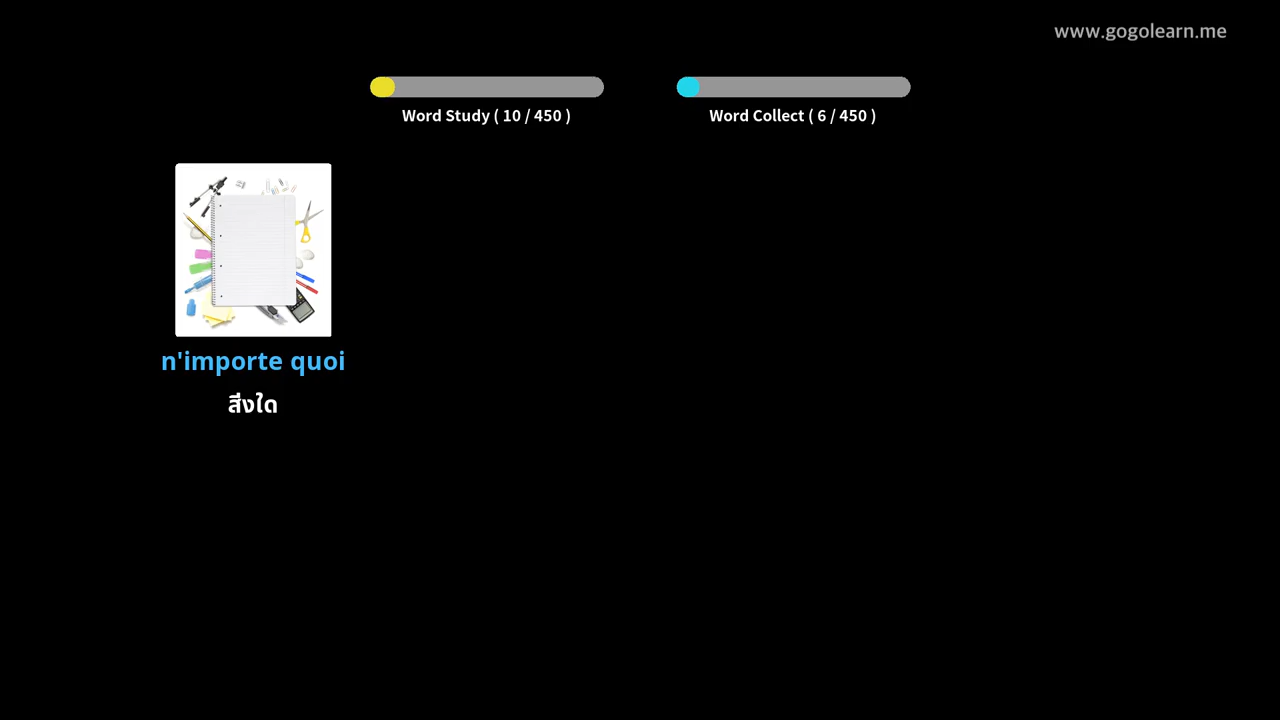 www.gogolearn.me
Word Study ( 10 / 450 )
Word Collect ( 6 / 450 )
n'importe quoi
สี่งใด